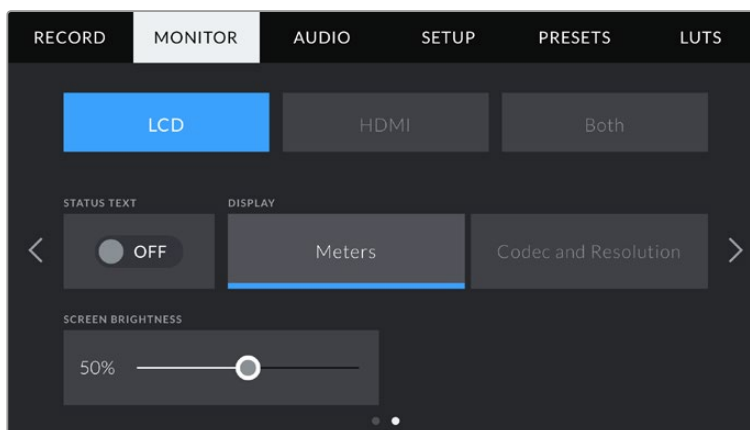 RECORD MONITOR AUDIO SETUP PRESETS LUTS
LCD HDMI Both
STATUS TEXT DISPLAY
OFF Meters Codec and Resolution
SCREEN BRIGHTNESS
50%